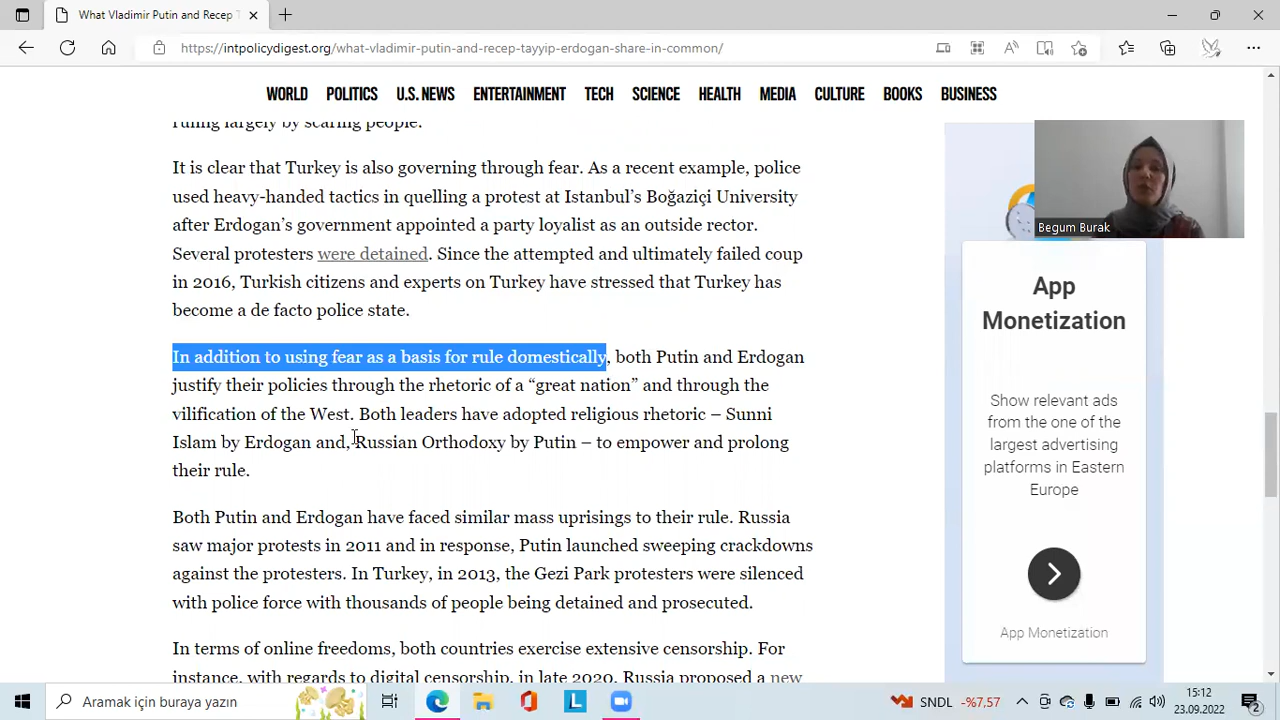 What Vladimir Putin and Recep T
https://intpolicydigest.org/what-vladimir-putin-and-recep-tayyip-erdogan-share-in-common/
WORLD POLITICS U.S. NEWS ENTERTAINMENT TECH SCIENCE HEALTH MEDIA CULTURE BOOKS BUSINESS
ruling largely by scaring people.
It is clear that Turkey is also governing through fear. As a recent example, police
used heavy-handed tactics in quelling a protest at Istanbul’s Boğaziçi University
after Erdogan’s government appointed a party loyalist as an outside rector.
Several protesters were detained. Since the attempted and ultimately failed coup
in 2016, Turkish citizens and experts on Turkey have stressed that Turkey has
become a de facto police state.
In addition to using fear as a basis for rule domestically, both Putin and Erdogan
justify their policies through the rhetoric of a “great nation” and through the
vilification of the West. Both leaders have adopted religious rhetoric – Sunni
Islam by Erdogan and, Russian Orthodoxy by Putin – to empower and prolong
their rule.
Both Putin and Erdogan have faced similar mass uprisings to their rule. Russia
saw major protests in 2011 and in response, Putin launched sweeping crackdowns
against the protesters. In Turkey, in 2013, the Gezi Park protesters were silenced
with police force with thousands of people being detained and prosecuted.
In terms of online freedoms, both countries exercise extensive censorship. For
instance, with regards to digital censorship, in late 2020, Russia proposed a new
Begum Burak
App
Monetization
Show relevant ads
from the one of the
largest advertising
platforms in Eastern
Europe
App Monetization
Aramak için buraya yazın
L
SNDL -%7,57
15:12
23.09.2022
2